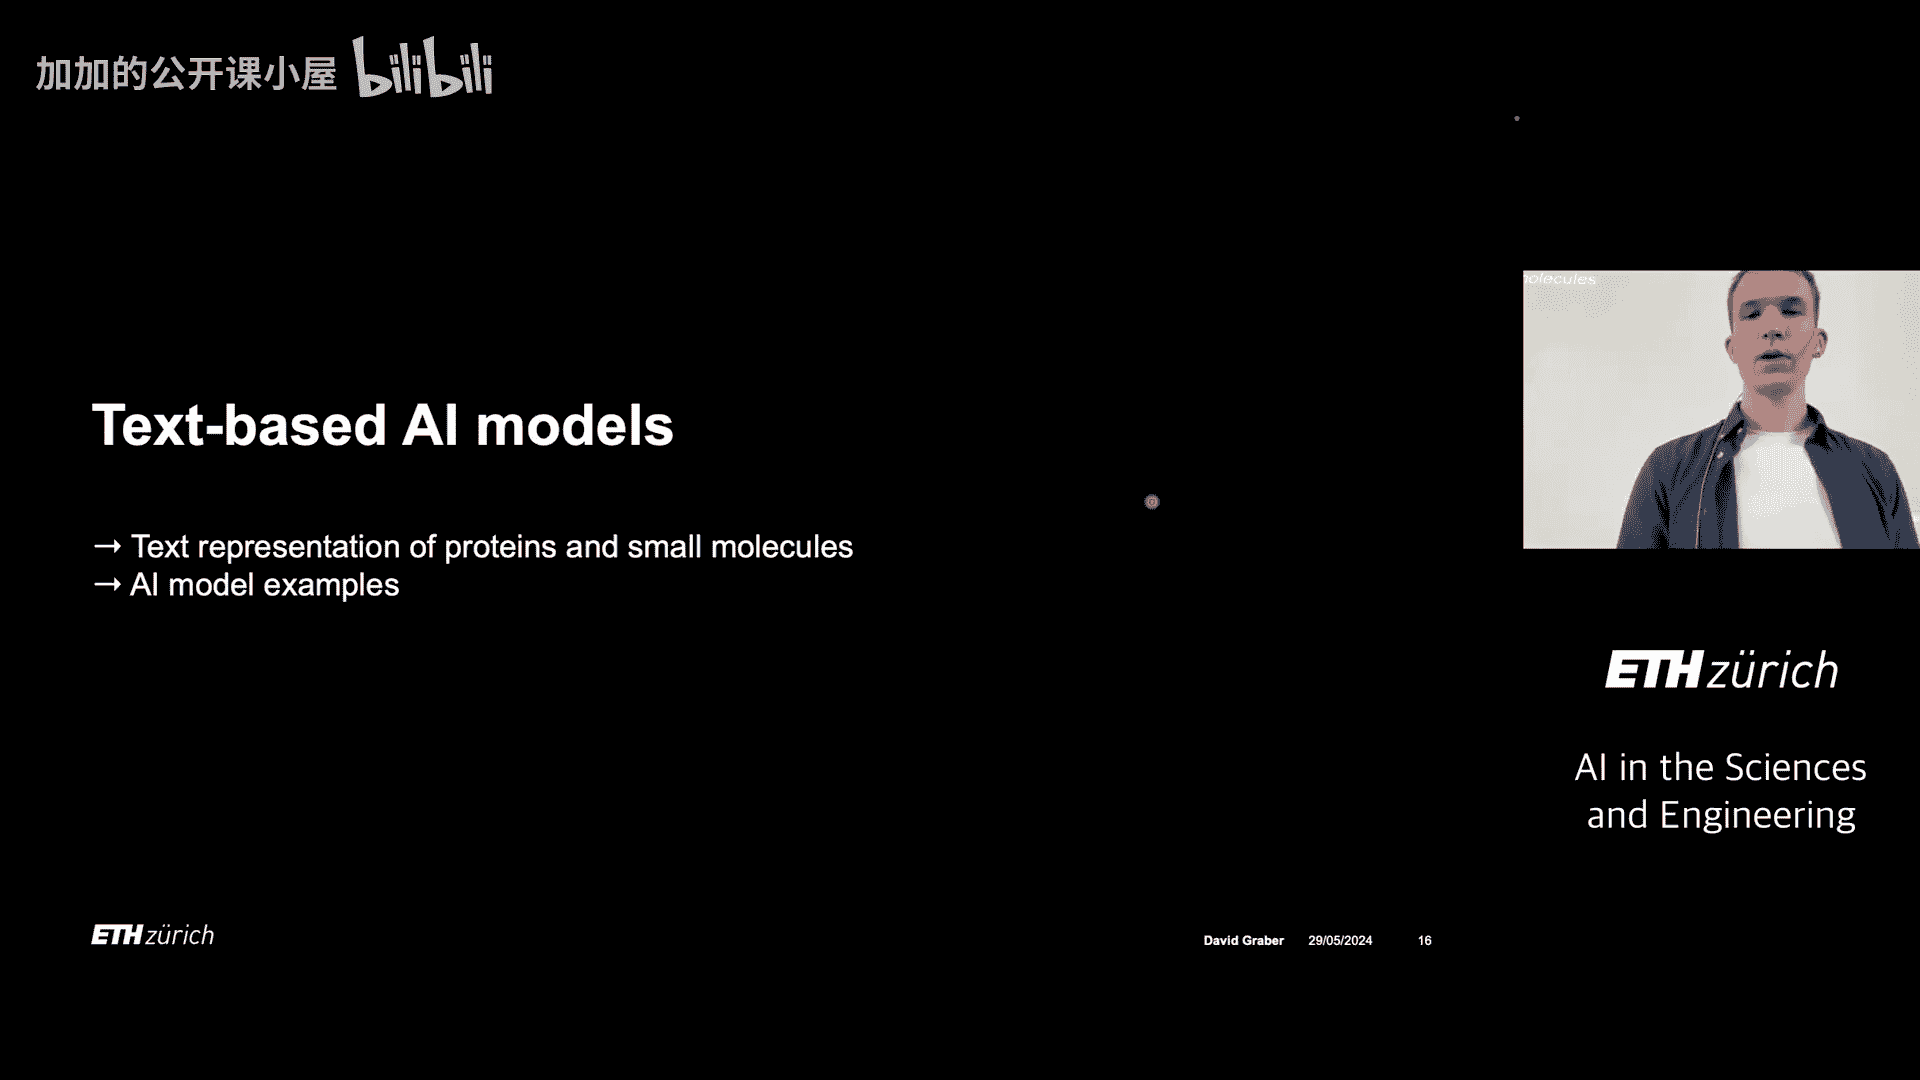 加加的公开课小屋 bilibili
molecules
Text-based AI models
→ Text representation of proteins and small molecules
→ AI model examples
ETH zürich
AI in the Sciences
and Engineering
ETH zürich
David Graber 29/05/2024 16